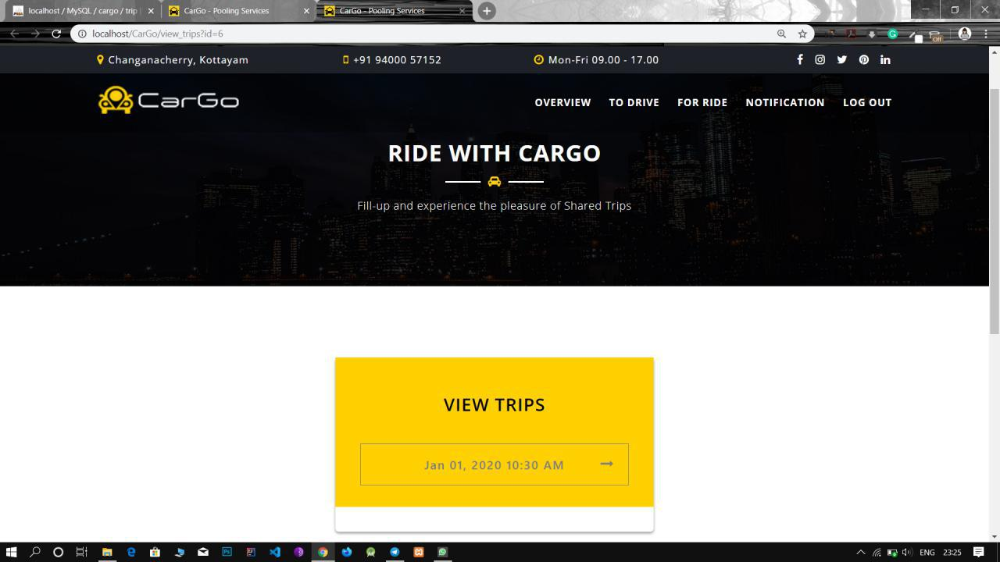 localhost / MySQL / cargo / trip
CarGo - Pooling Services
CarGo - Pooling Services
localhost/CarGo/view_trips?id=6
Off
Changanacherry, Kottayam
+91 94000 57152
Mon-Fri 09.00 - 17.00
CarGo
OVERVIEW
TO DRIVE
FOR RIDE
NOTIFICATION
LOG OUT
RIDE WITH CARGO
Fill-up and experience the pleasure of Shared Trips
VIEW TRIPS
Jan 01, 2020 10:30 AM
ENG
23:25